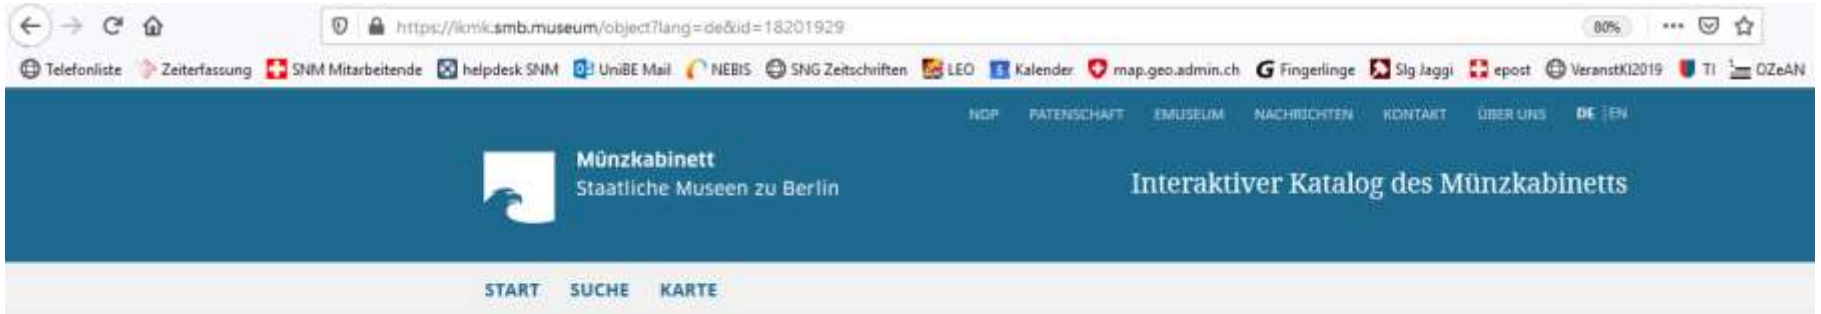 https://ikmk.smb.museum/object?lang=de&id=18201929 80%
Telefonliste Zeiterfassung SNM Mitarbeitende helpdesk SNM UniBE Mail NEBIS SNG Zeitschriften LEO Kalender map.geo.admin.ch Fingerlinge Slg Jaggi epost VeranstKl2019 TI OZeAN
NDP PATENSCHAFT EMUSEUM NACHRICHTEN KONTAKT ÜBER UNS DE EN
Münzkabinett
Staatliche Museen zu Berlin
Interaktiver Katalog des Münzkabinetts
START SUCHE KARTE